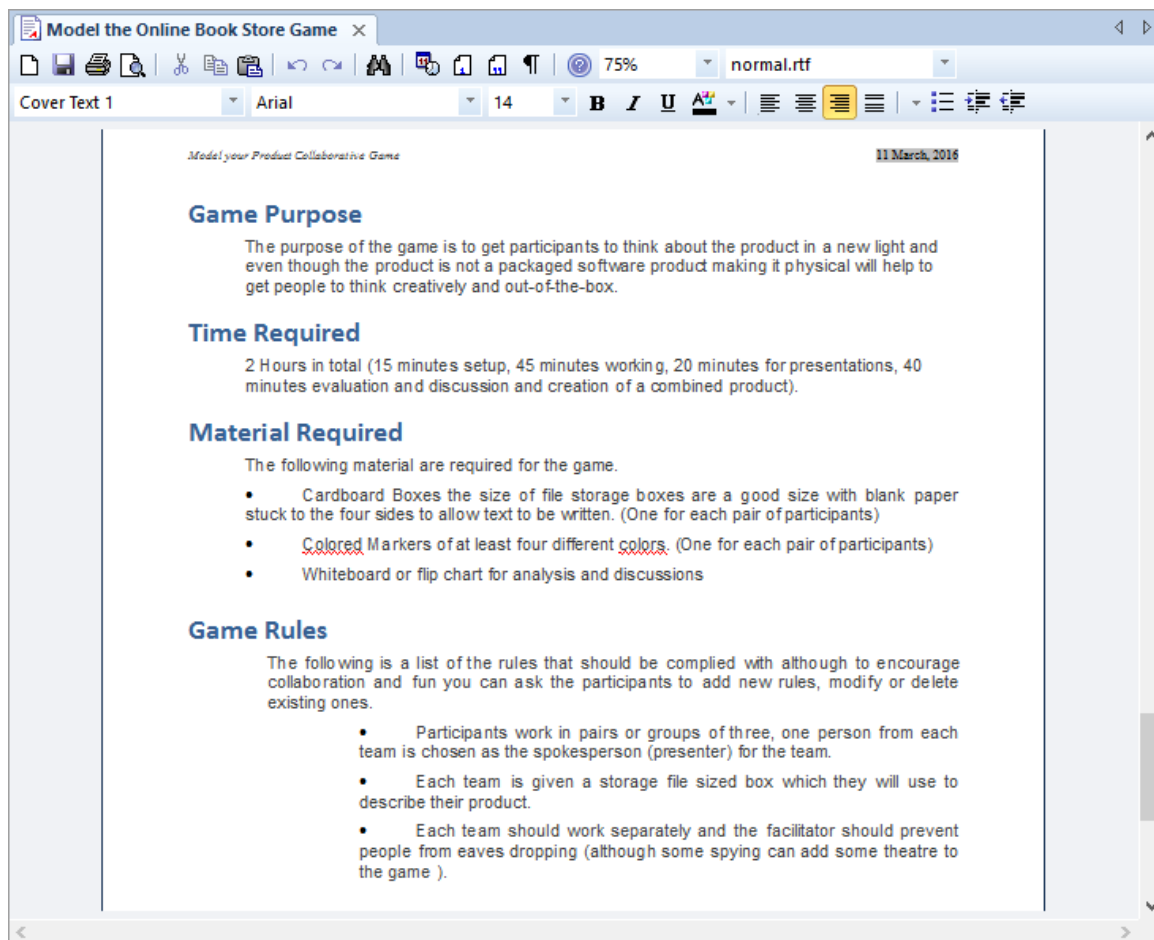 Model the Online Book Store Game
75% normal.rtf
Cover Text 1 Arial 14 B I U A
Model your Product Collaborative Game 11 March, 2016
Game Purpose
The purpose of the game is to get participants to think about the product in a new light and
even though the product is not a packaged software product making it physical will help to
get people to think creatively and out-of-the-box.
Time Required
2 Hours in total (15 minutes setup, 45 minutes working, 20 minutes for presentations, 40
minutes evaluation and discussion and creation of a combined product).
Material Required
The following material are required for the game.
• Cardboard Boxes the size of file storage boxes are a good size with blank paper
stuck to the four sides to allow text to be written. (One for each pair of participants)
• Colored Markers of at least four different colors. (One for each pair of participants)
• Whiteboard or flip chart for analysis and discussions
Game Rules
The following is a list of the rules that should be complied with although to encourage
collaboration and fun you can ask the participants to add new rules, modify or delete
existing ones.
• Participants work in pairs or groups of three, one person from each
team is chosen as the spokesperson (presenter) for the team.
• Each team is given a storage file sized box which they will use to
describe their product.
• Each team should work separately and the facilitator should prevent
people from eaves dropping (although some spying can add some theatre to
the game ).